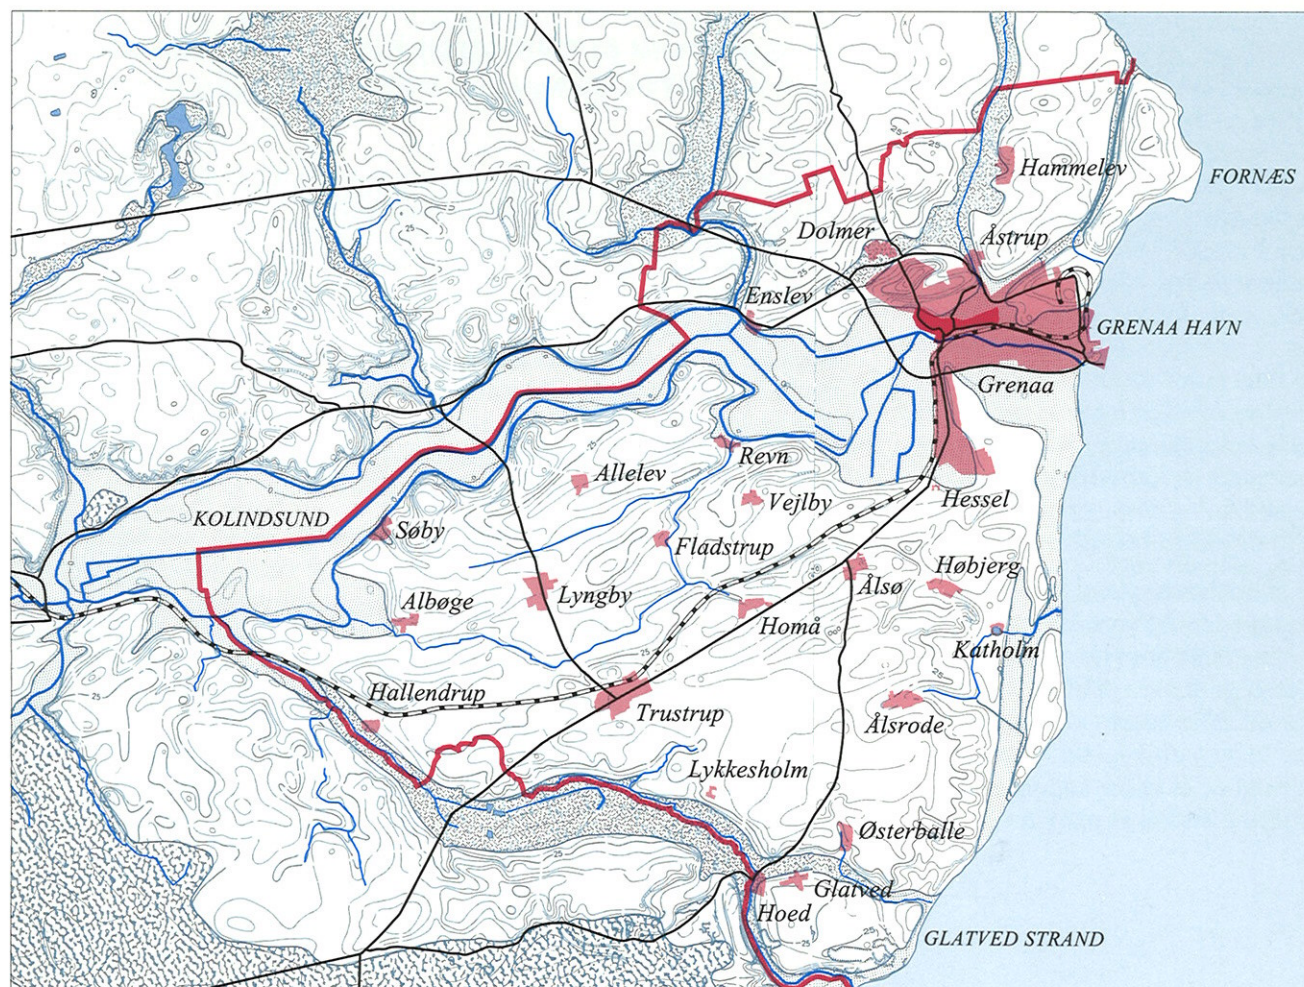 Hammelev
FORNÆS
Dolmer
Åstrup
Enslev
GRENAA HAVN
Grenaa
Revn
Allelev
Vejlby
Hessel
KOLINDSUND
Søby
Fladstrup
Ålsø
Høbjerg
Albøge
Lyngby
Homå
Katholm
Hallendrup
Trustrup
Ålsrode
Lykkesholm
Østerballe
Glatved
Hoed
GLATVED STRAND